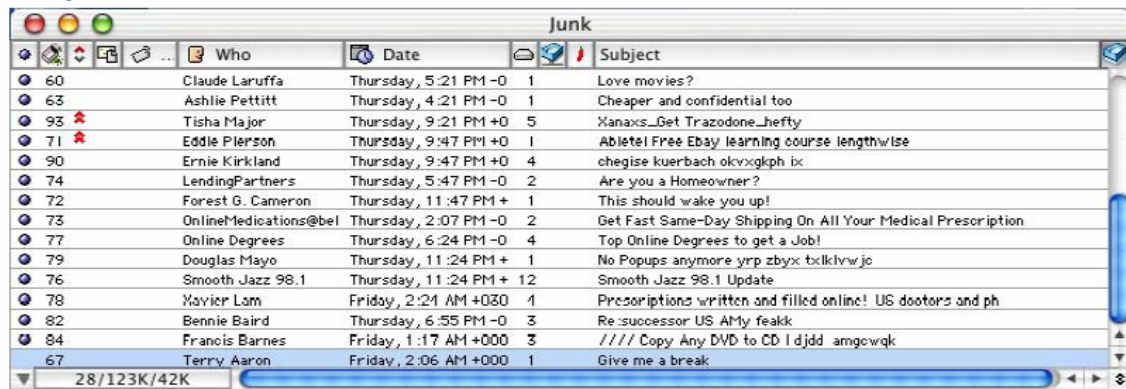 Junk
... Who Date Subject
60 Claude Laruffa Thursday, 5:21 PM -0 1 Love movies?
63 Ashlie Pettitt Thursday, 4:21 PM -0 1 Cheaper and confidential too
93 Tisha Major Thursday, 9:21 PM +0 5 Xanaxs_Get Trazodone_hefty
71 Eddie Pierson Thursday, 9:47 PM +0 1 Abletel Free Ebay learning course lengthwise
90 Ernie Kirkland Thursday, 9:47 PM +0 4 chegise kuerbach okvxgkph ix
74 LendingPartners Thursday, 5:47 PM -0 2 Are you a Homeowner?
72 Forest G. Cameron Thursday, 11:47 PM + 1 This should wake you up!
73 OnlineMedications@bel Thursday, 2:07 PM -0 2 Get Fast Same-Day Shipping On All Your Medical Prescription
77 Online Degrees Thursday, 6:24 PM -0 4 Top Online Degrees to get a Job!
79 Douglas Mayo Thursday, 11:24 PM + 1 No Popups anymore yrp zbyx txlklvwjc
76 Smooth Jazz 98.1 Thursday, 11:24 PM + 12 Smooth Jazz 98.1 Update
78 Xavier Lam Friday, 2:24 AM +030 4 Prescriptions written and filled online! US doctors and ph
82 Bennie Baird Thursday, 6:55 PM -0 3 Re:successor US AMy feakk
84 Francis Barnes Friday, 1:17 AM +000 3 //// Copy Any DVD to CD ! djdd amgcwqk
67 Terry Aaron Friday, 2:06 AM +000 1 Give me a break
28/123K/42K